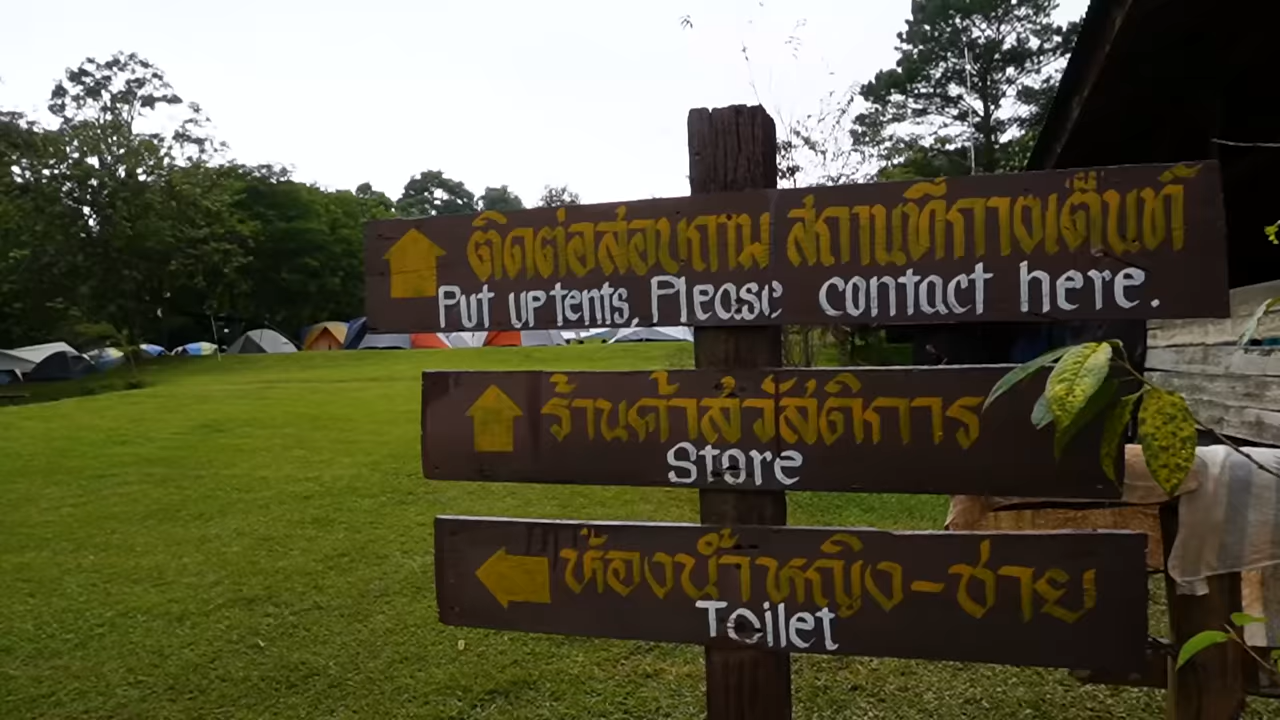 ติดต่อสอบถาม สถานที่กางเต็นท์
Put up tents, Please contact here.
ร้านค้าสวัสดิการ
Store
ห้องน้ำหญิง-ชาย
Toilet